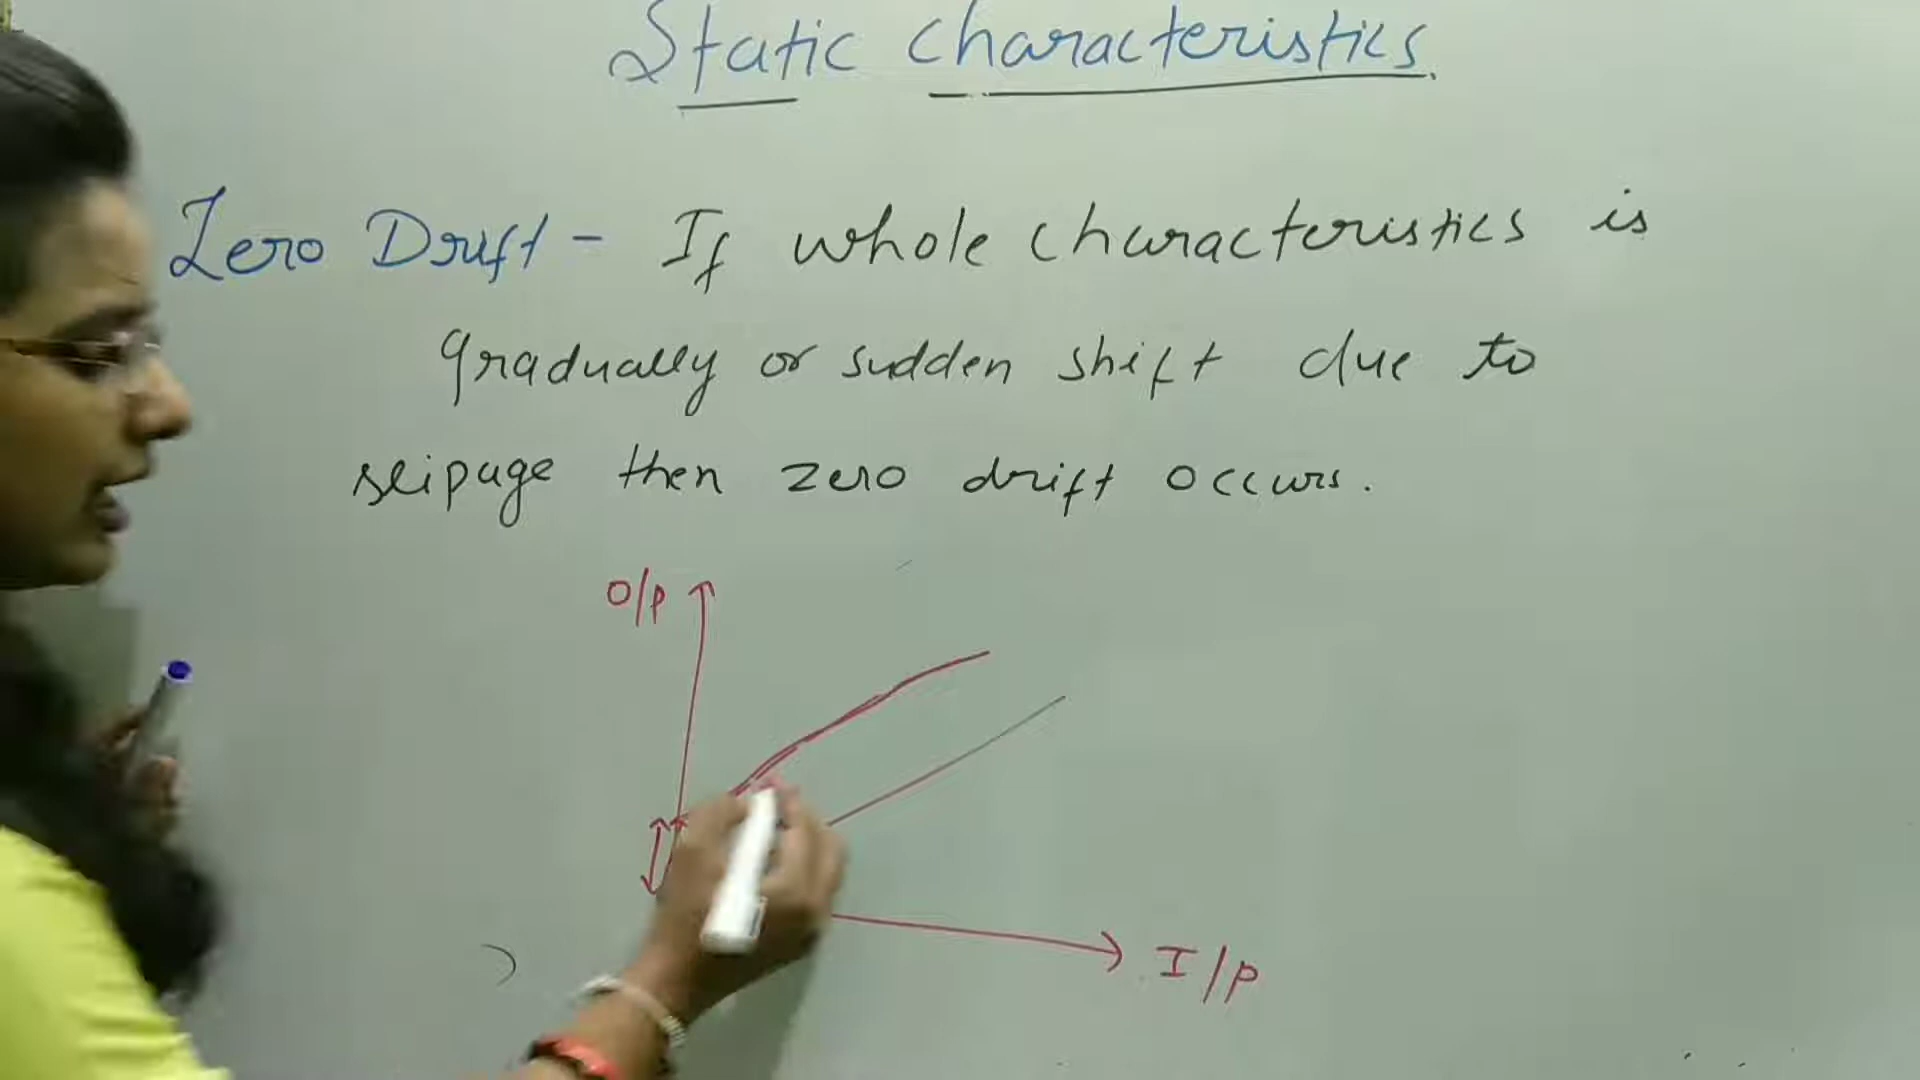 Static Characteristics.
Zero Drift - If whole characteristics is
gradually or sudden shift due to
slipage then zero drift occurs.
O/P
I/P